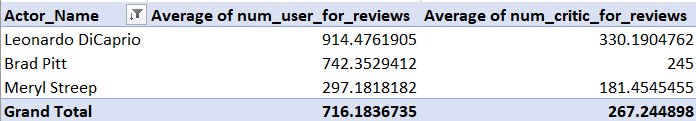 Actor_Name Average of num_user_for_reviews Average of num_critic_for_reviews
Leonardo DiCaprio 914.4761905 330.1904762
Brad Pitt 742.3529412 245
Meryl Streep 297.1818182 181.4545455
Grand Total 716.1836735 267.244898